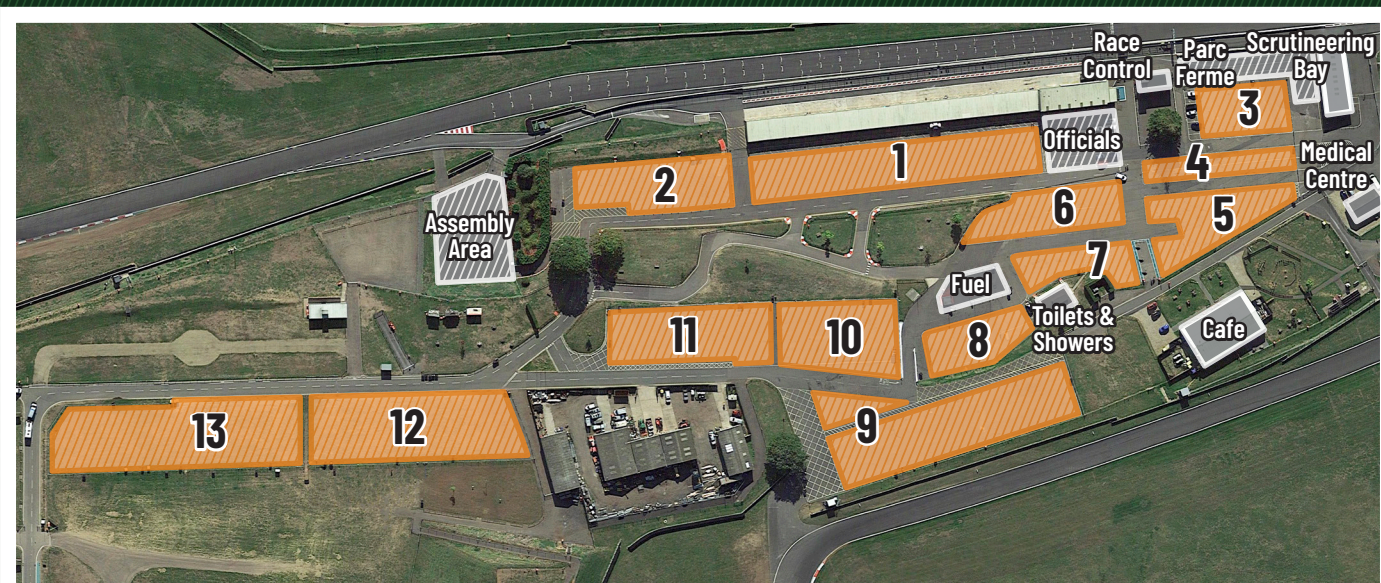 Race
Control
Parc
Ferme
Scrutineering
Bay
3
Officials
1
4
Medical
Centre
2
6
5
Assembly
Area
7
Fuel
Toilets &
Showers
Cafe
11
10
8
9
13
12